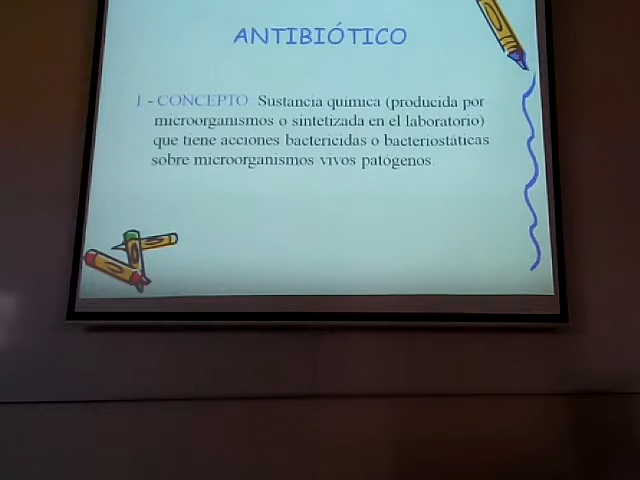 ANTIBIÓTICO
1 - CONCEPTO: Sustancia química (producida por
microorganismos o sintetizada en el laboratorio)
que tiene acciones bactericidas o bacteriostáticas
sobre microorganismos vivos patógenos.